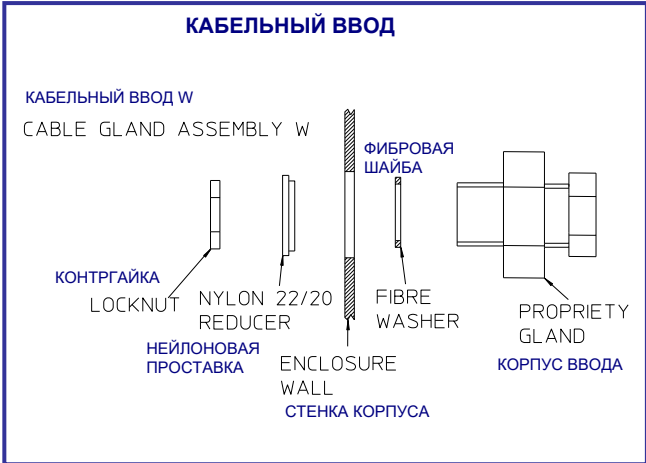 КАБЕЛЬНЫЙ ВВОД
КАБЕЛЬНЫЙ ВВОД W
CABLE GLAND ASSEMBLY W
ФИБРОВАЯ
ШАЙБА
КОНТРГАЙКА
LOCKNUT
NYLON 22/20
REDUCER
НЕЙЛОНОВАЯ
ПРОСТАВКА
ENCLOSURE
WALL
СТЕНКА КОРПУСА
FIBRE
WASHER
PROPRIETY
GLAND
КОРПУС ВВОДА